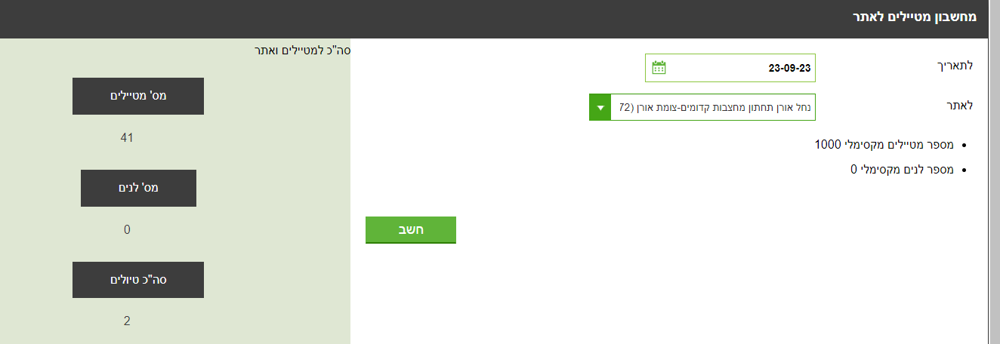 מחשבון מטיילים לאתר
לתאריך
23-09-23
לאתר
נחל אורן תחתון מחצבות קדומים-צומת אורן (72
• מספר מטיילים מקסימלי 1000
• מספר לנים מקסימלי 0
חשב
סה"כ למטיילים ואתר
מס' מטיילים
41
מס' לנים
0
סה"כ טיולים
2